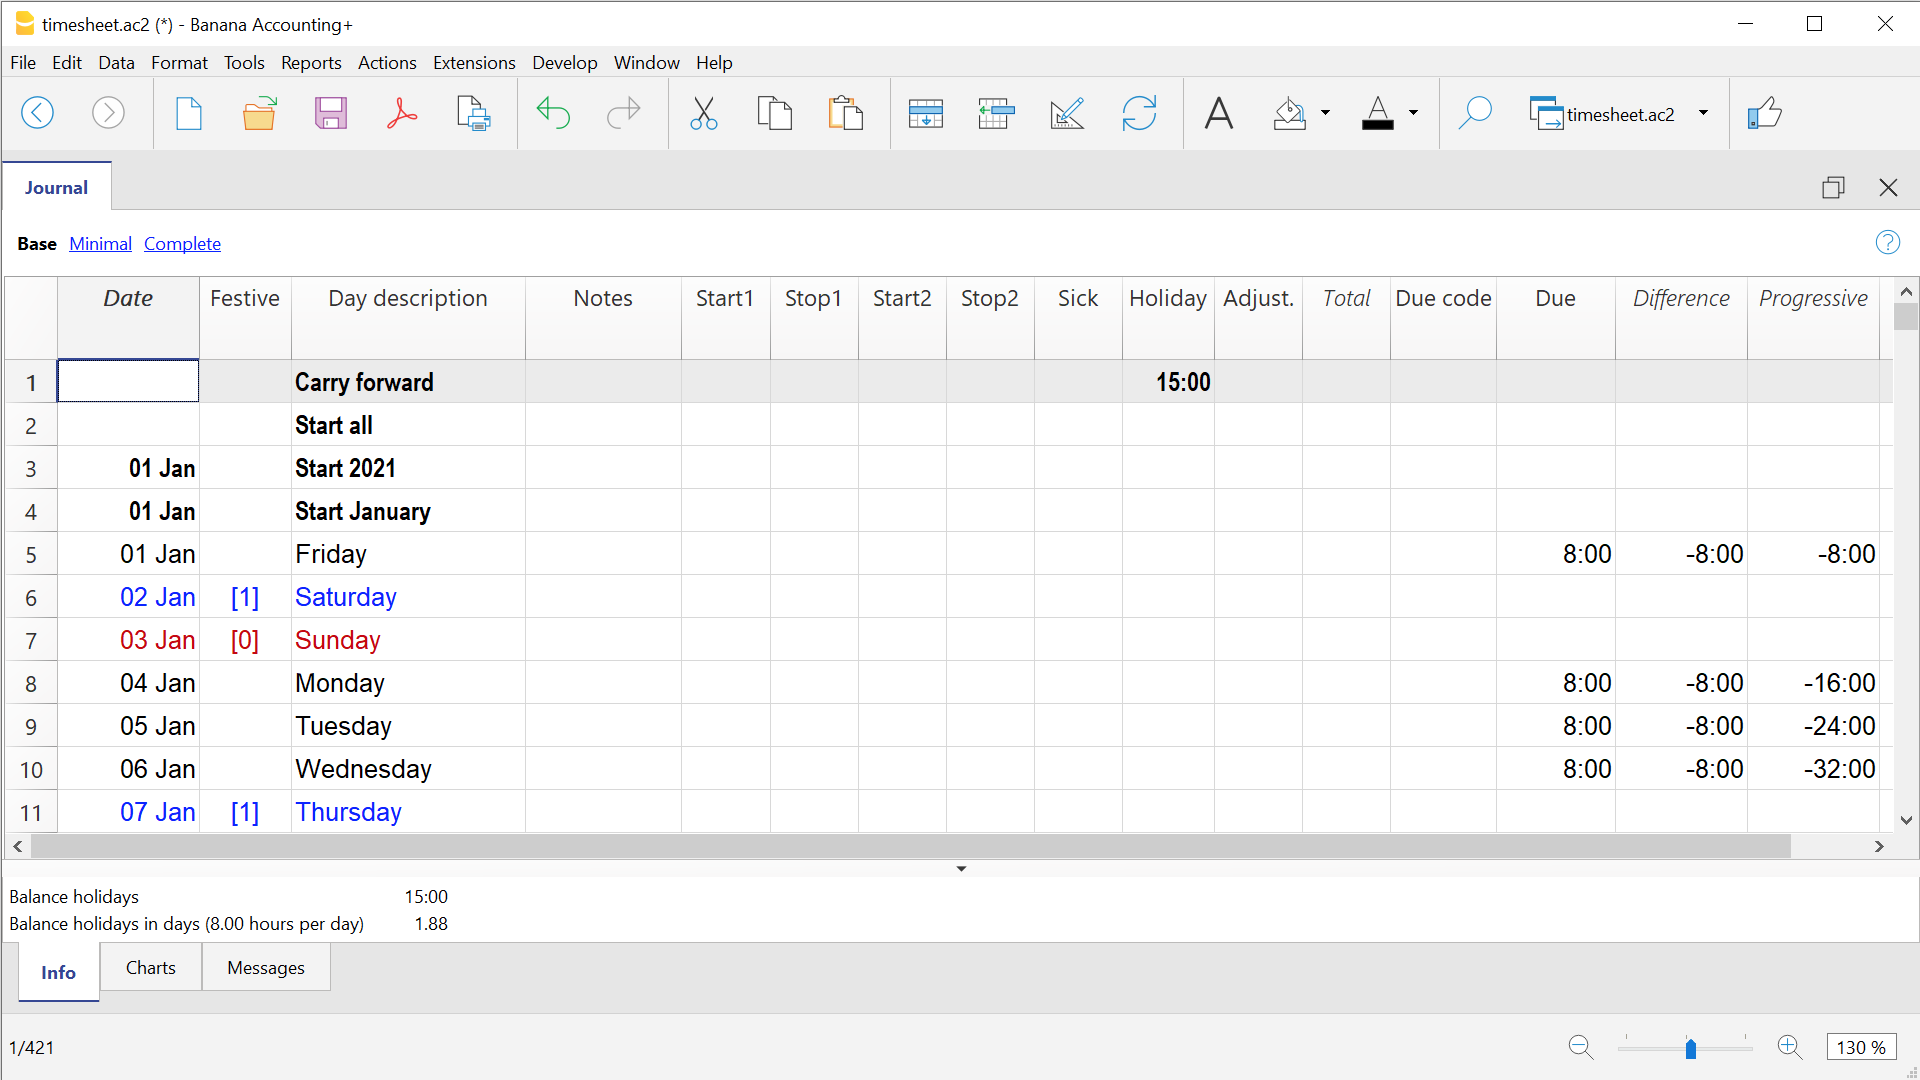 timesheet.ac2 (*) - Banana Accounting+
File Edit Data Format Tools Reports Actions Extensions Develop Window Help
timesheet.ac2
Journal
Base Minimal Complete
Date Festive Day description Notes Start1 Stop1 Start2 Stop2 Sick Holiday Adjust. Total Due code Due Difference Progressive
1 Carry forward 15:00
2 Start all
3 01 Jan Start 2021
4 01 Jan Start January
5 01 Jan Friday 8:00 -8:00 -8:00
6 02 Jan [1] Saturday
7 03 Jan [0] Sunday
8 04 Jan Monday 8:00 -8:00 -16:00
9 05 Jan Tuesday 8:00 -8:00 -24:00
10 06 Jan Wednesday 8:00 -8:00 -32:00
11 07 Jan [1] Thursday
Balance holidays 15:00
Balance holidays in days (8.00 hours per day) 1.88
Info Charts Messages
1/421 130 %